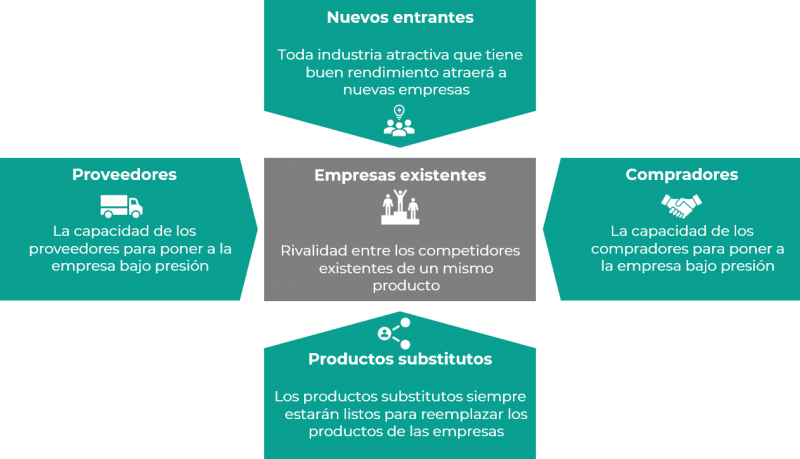 Nuevos entrantes
Toda industria atractiva que tiene
buen rendimiento atraerá a
nuevas empresas
Proveedores
La capacidad de los
proveedores para poner a la
empresa bajo presión
Empresas existentes
Rivalidad entre los competidores
existentes de un mismo
producto
Compradores
La capacidad de los
compradores para poner a
la empresa bajo presión
Productos substitutos
Los productos substitutos siempre
estarán listos para reemplazar los
productos de las empresas